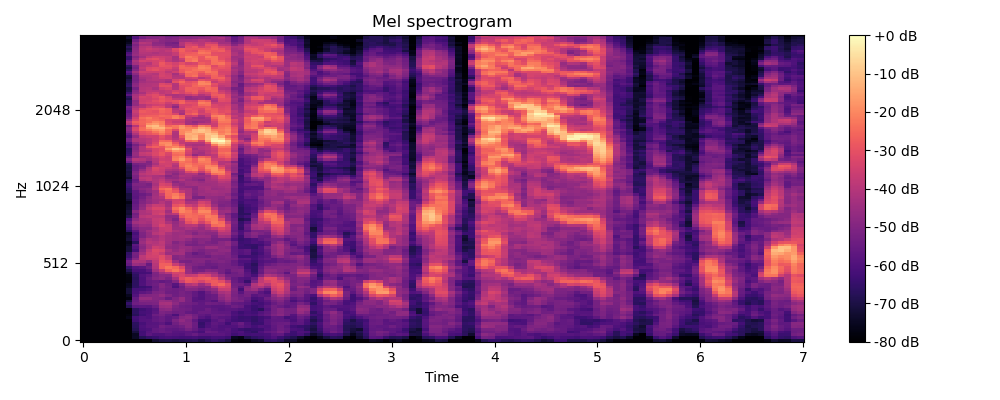 Mel spectrogram
+0 dB
-10 dB
-20 dB
-30 dB
-40 dB
-50 dB
-60 dB
-70 dB
-80 dB
Hz
2048
1024
512
0
0 1 2 3 4 5 6 7
Time